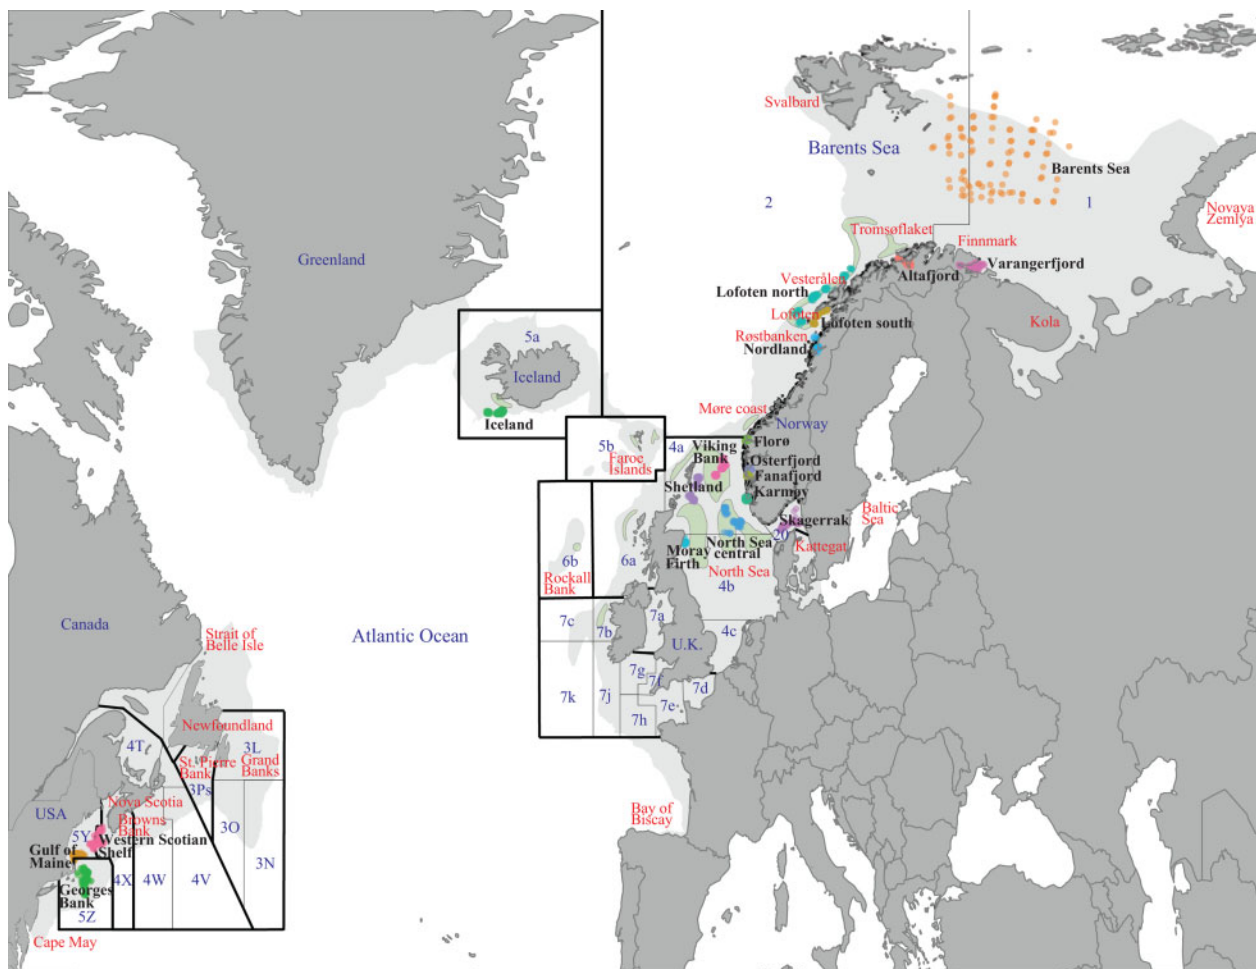 Svalbard
Barents Sea
Barents Sea
2
1
Novaya
Zemlya
Tromsøflaket
Finnmark
Greenland
Vesterålen
Altafjord
Varangerfjord
Lofoten north
Lofoten
Lofoten south
Kola
5a
Røstbanken
Nordland
Iceland
Møre coast
Iceland
Norway
5b
4a
Viking
Bank
Florø
Faroe
Islands
Osterfjord
Shetland
Fanafjord
Karmøy
Skagerrak
Baltic
Sea
20
North Sea
central
Kattegat
6b
6a
Moray
Firth
Rockall
Bank
North Sea
4b
7c
7b
7a
4c
Canada
Strait of
Belle Isle
Atlantic Ocean
U.K.
7g
7f
7k
7j
7d
7e
7h
Newfoundland
4T
3L
St. Pierre
Bank
Grand
Banks
3Ps
Nova Scotia
USA
Browns
Bank
3O
Bay of
Biscay
5Y
Western Scotian
Shelf
Gulf of
Maine
3N
4X
4W
4V
Georges
Bank
5Z
Cape May